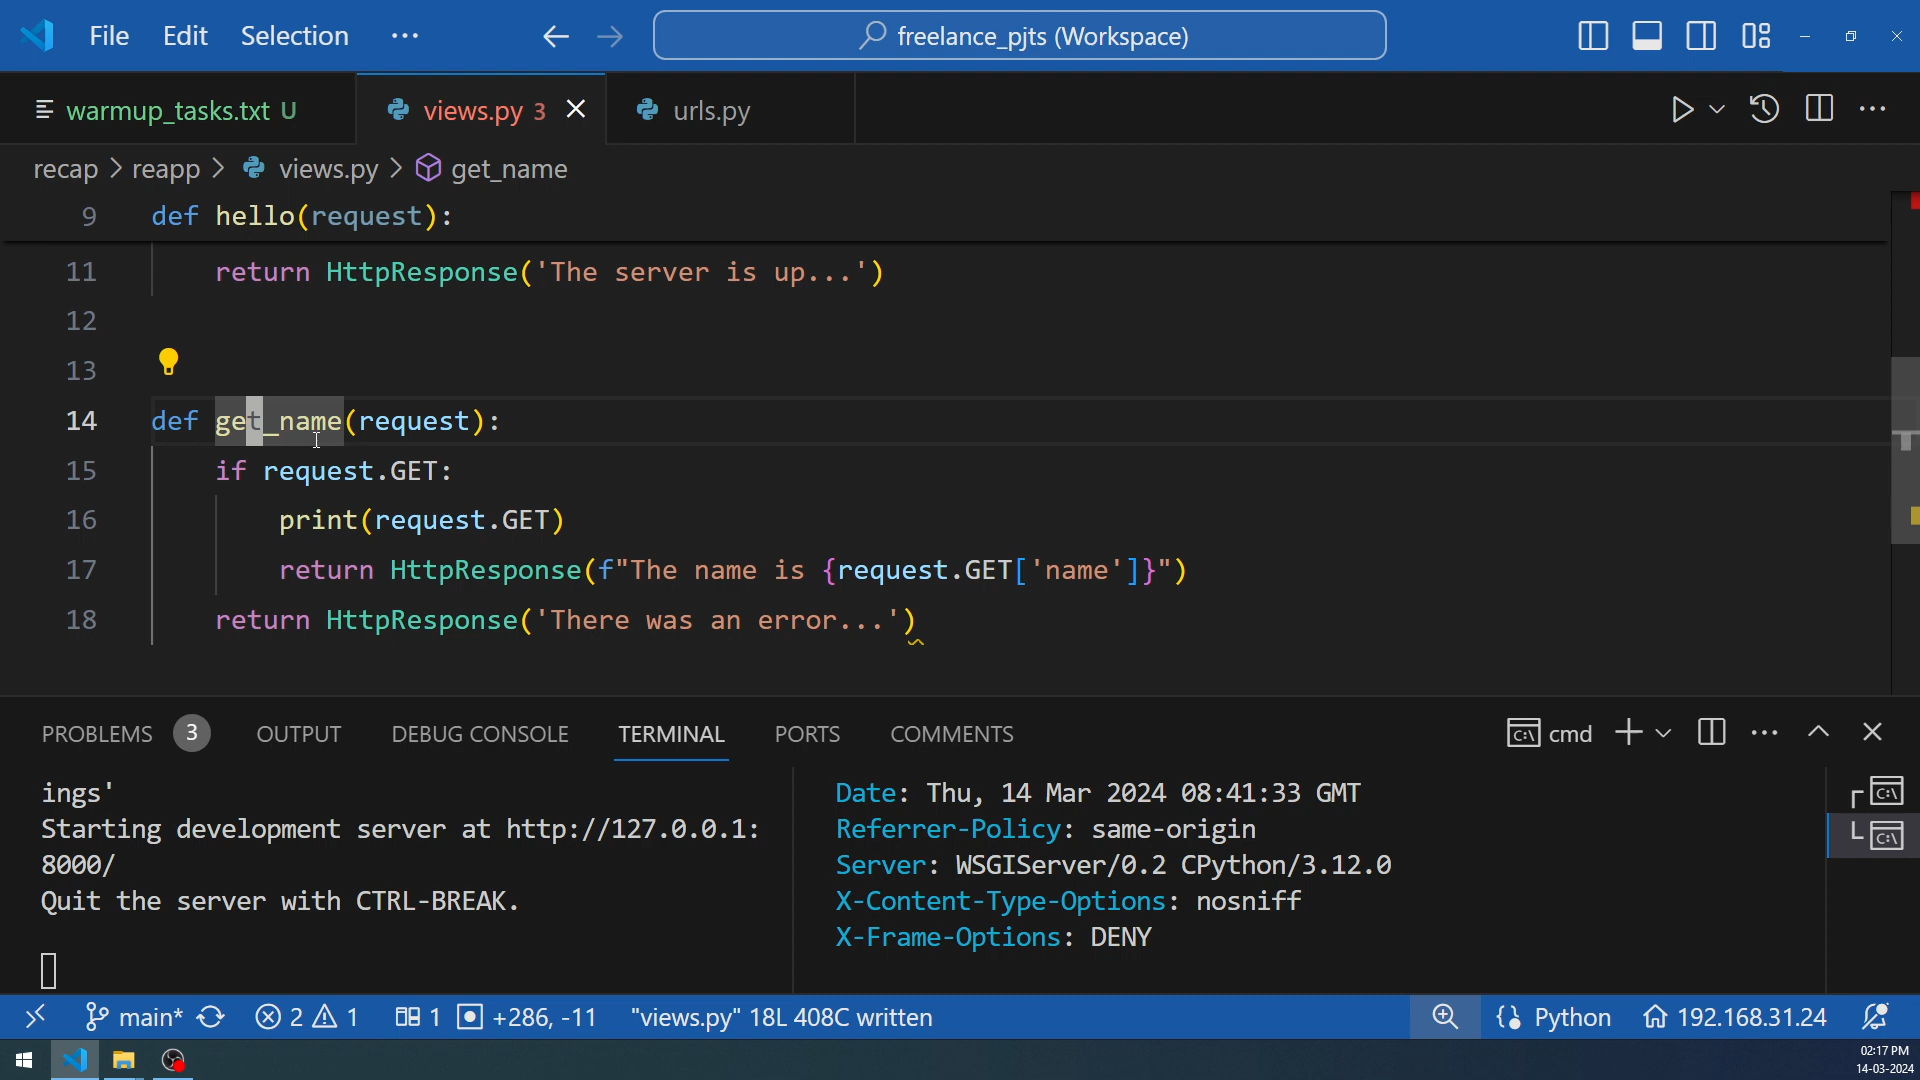 File Edit Selection ··· freelance_pjts (Workspace)
warmup_tasks.txt U views.py 3 urls.py
recap > reapp > views.py > get_name
9 def hello(request):
11 return HttpResponse('The server is up...')
12
13
14 def get_name(request):
15 if request.GET:
16 print(request.GET)
17 return HttpResponse(f"The name is {request.GET['name']}")
18 return HttpResponse('There was an error...')
PROBLEMS 3 OUTPUT DEBUG CONSOLE TERMINAL PORTS COMMENTS cmd
ings'
Starting development server at http://127.0.0.1:
8000/
Quit the server with CTRL-BREAK.
Date: Thu, 14 Mar 2024 08:41:33 GMT
Referrer-Policy: same-origin
Server: WSGIServer/0.2 CPython/3.12.0
X-Content-Type-Options: nosniff
X-Frame-Options: DENY
main* 2 1 1 +286, -11 "views.py" 18L 408C written Python 192.168.31.24
02:17 PM
14-03-2024